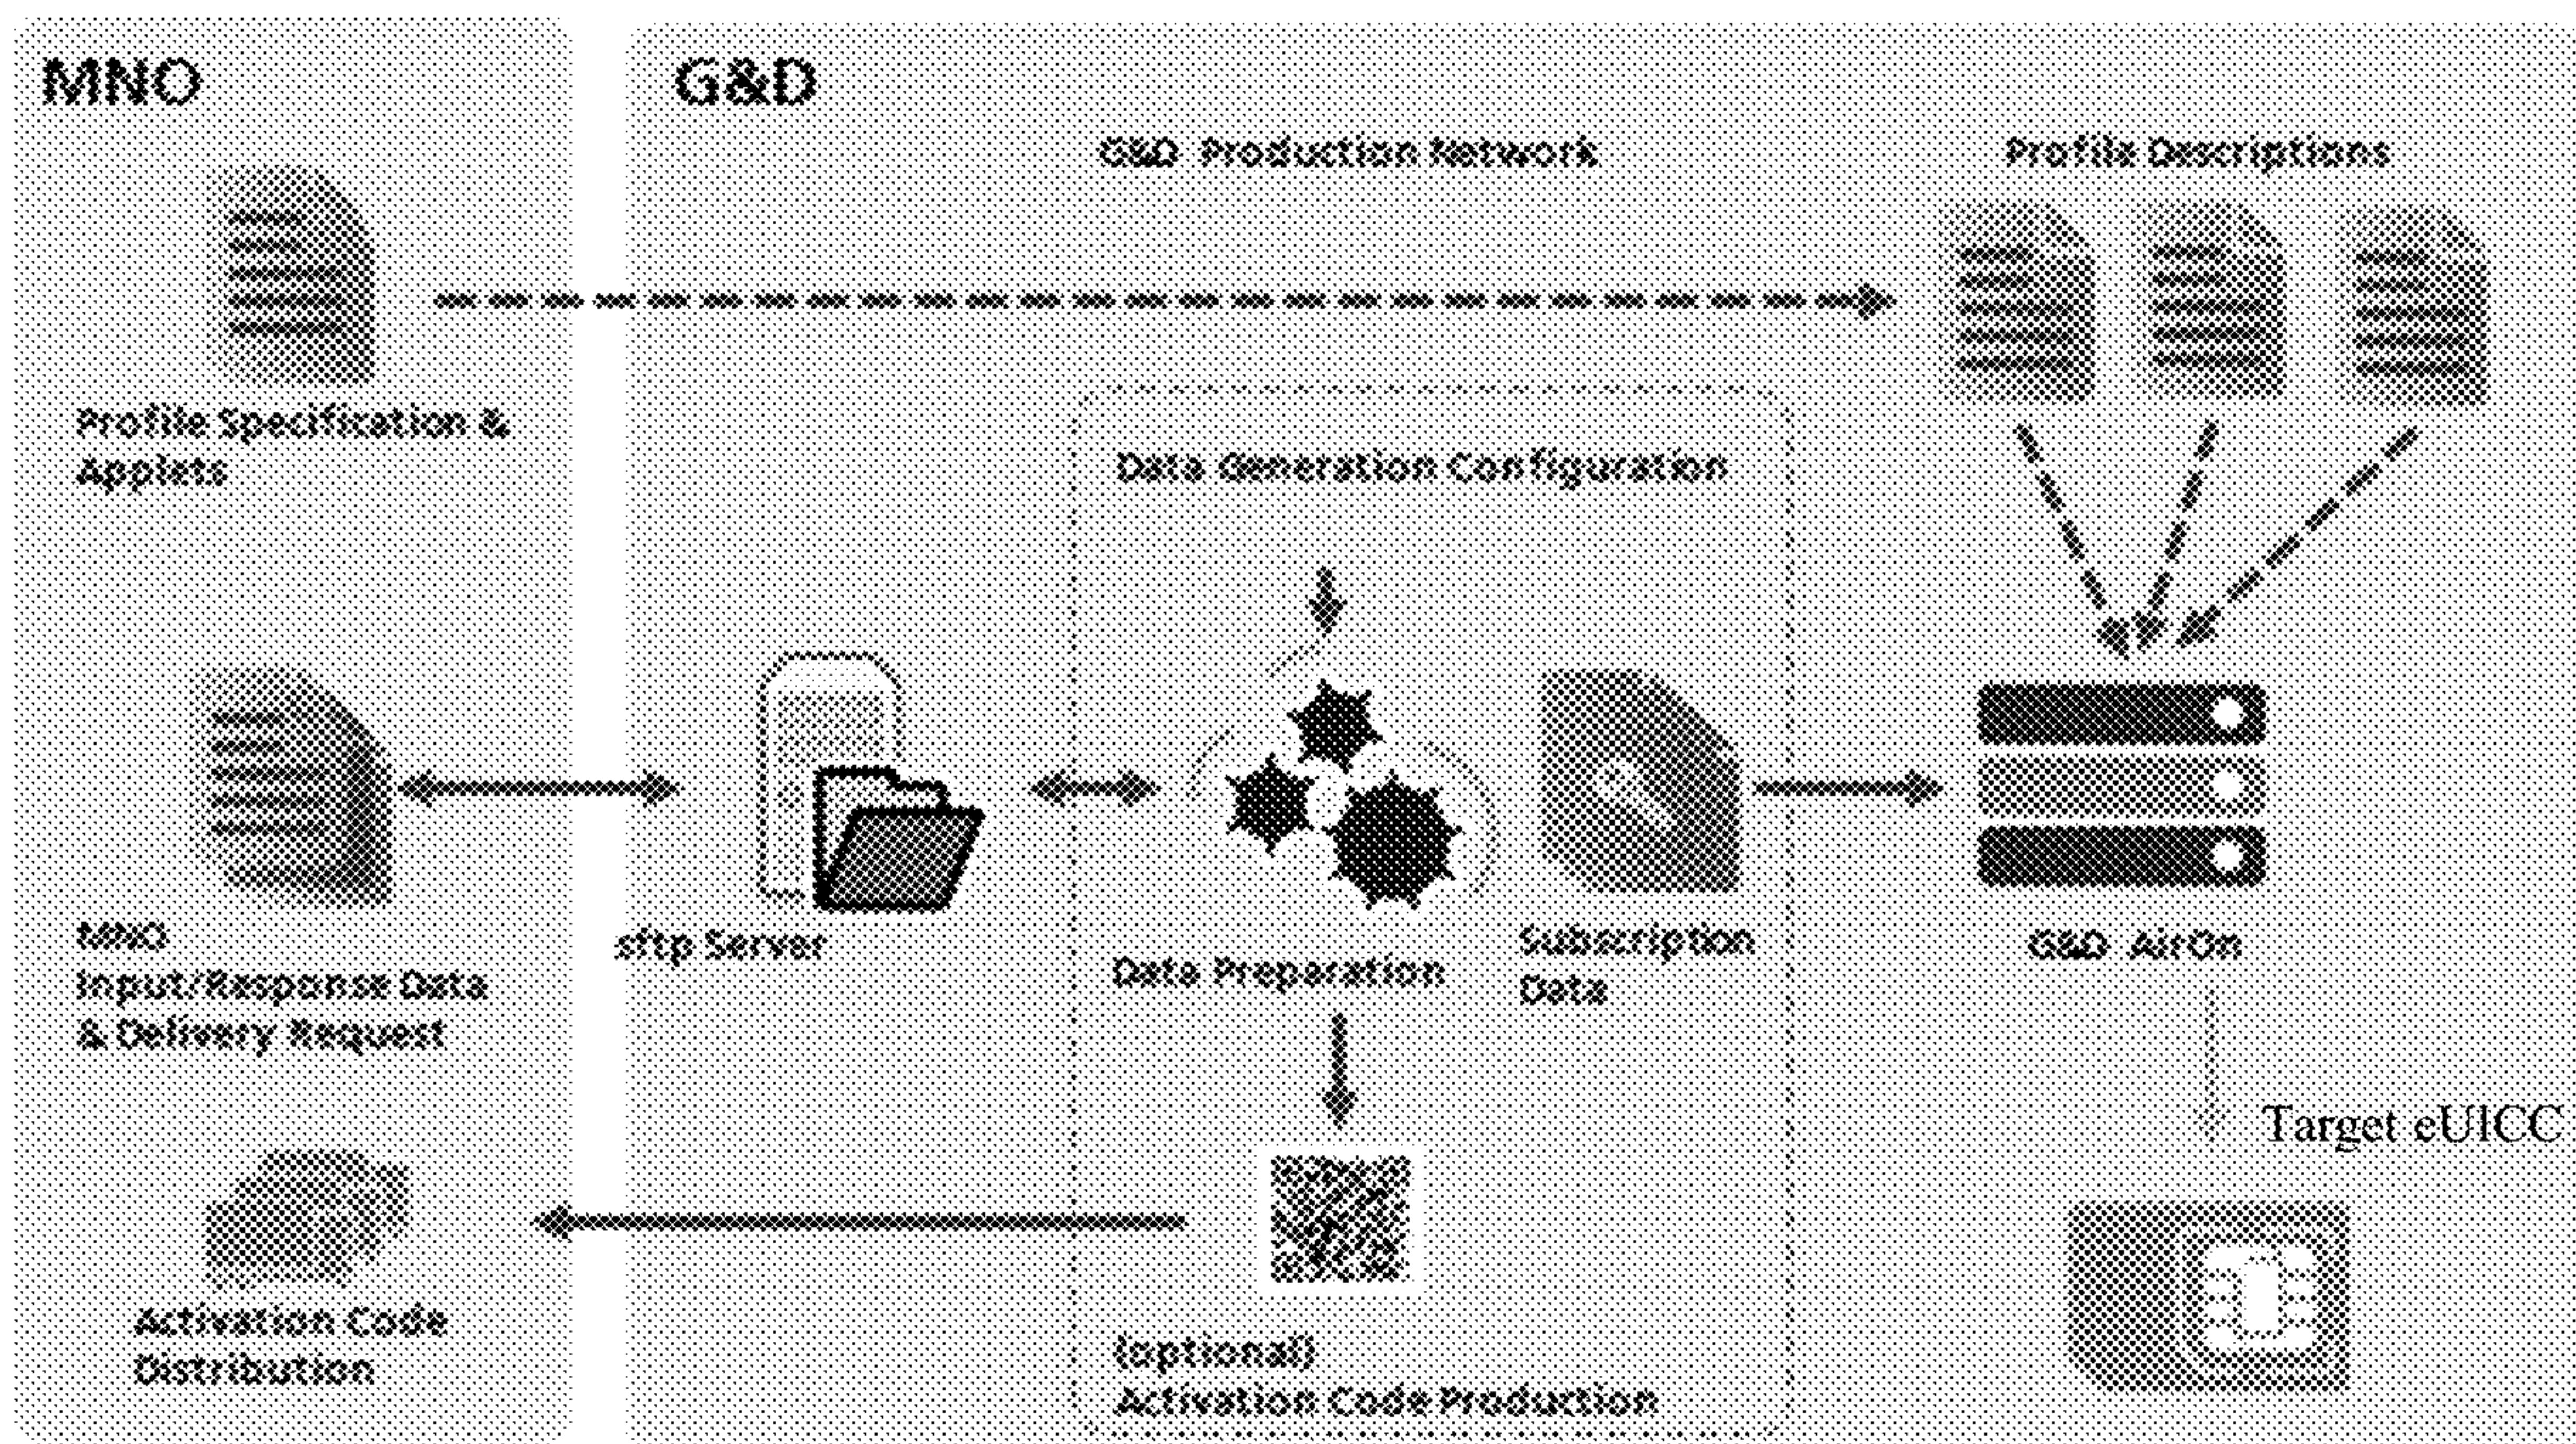 MNO
G&D
G&D Production Network
Profile Descriptions
Profile Specification &
Applets
Data Generation Configuration
MNO
Input/Response Data
& Delivery Request
sftp Server
Data Preparation
Subscription
Data
G&D AirOn
Target eUICC
Activation Code
Distribution
(optional)
Activation Code Production